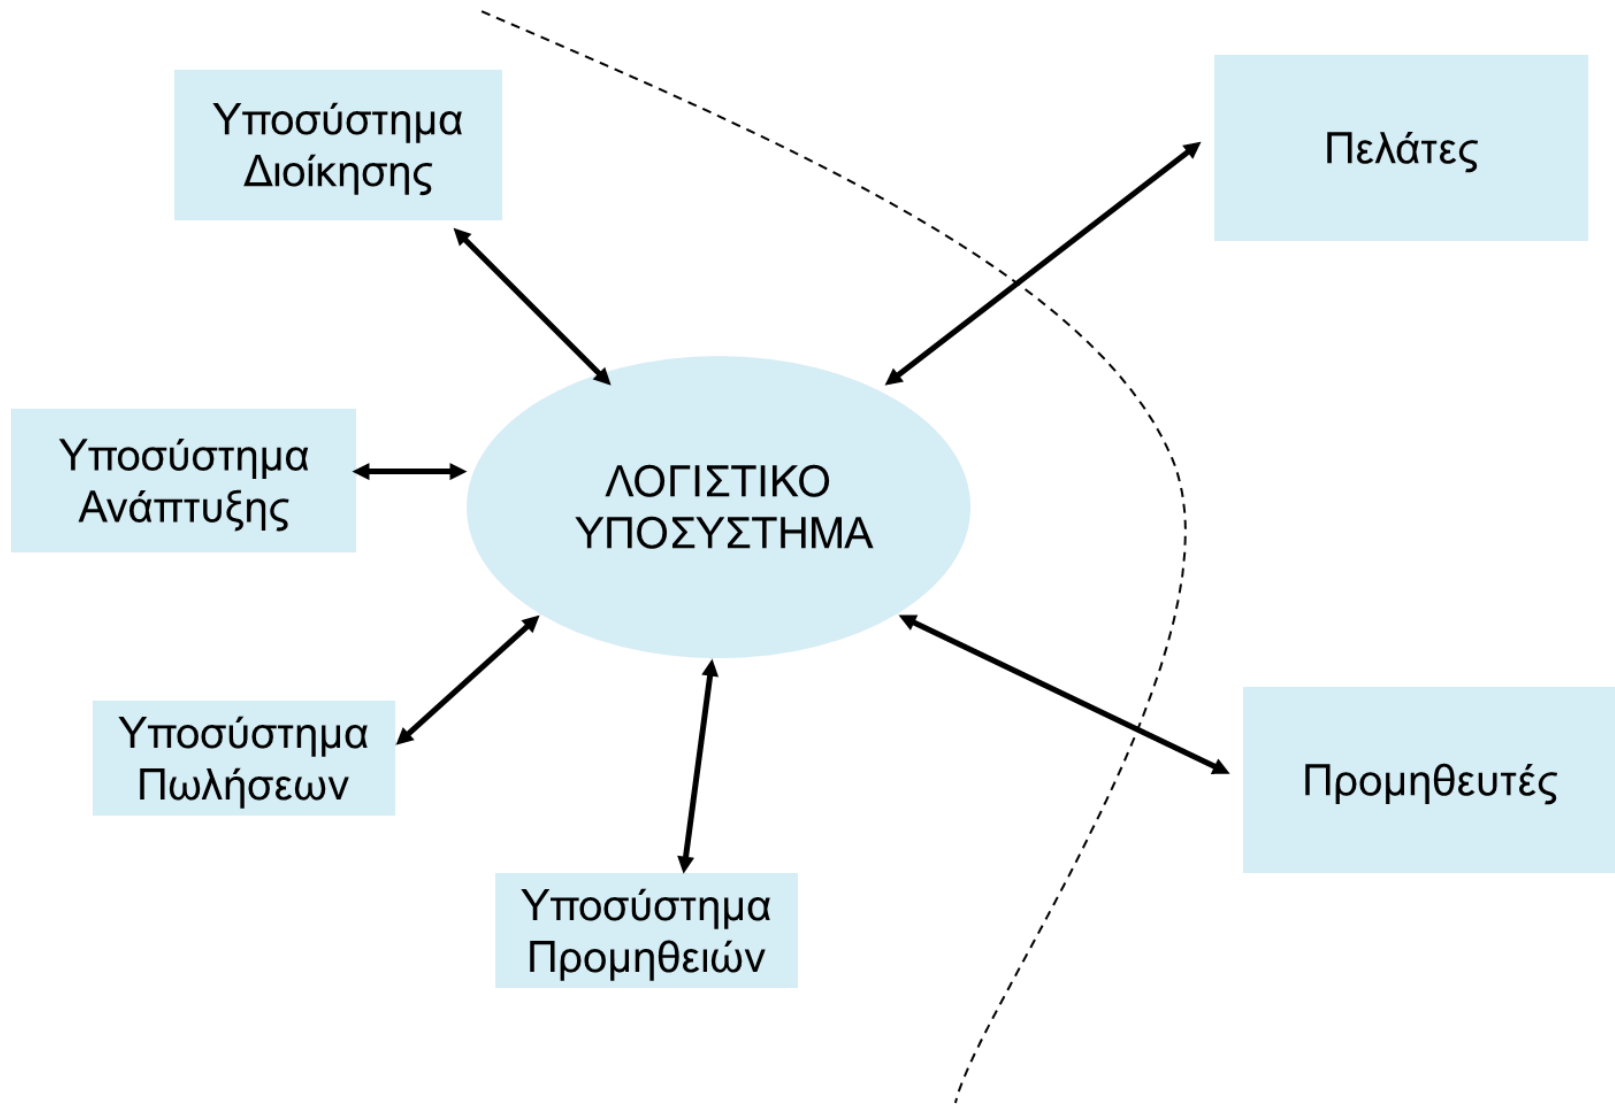 Υποσύστημα
Διοίκησης
Πελάτες
Υποσύστημα
Ανάπτυξης
ΛΟΓΙΣΤΙΚΟ
ΥΠΟΣΥΣΤΗΜΑ
Υποσύστημα
Πωλήσεων
Προμηθευτές
Υποσύστημα
Προμηθειών